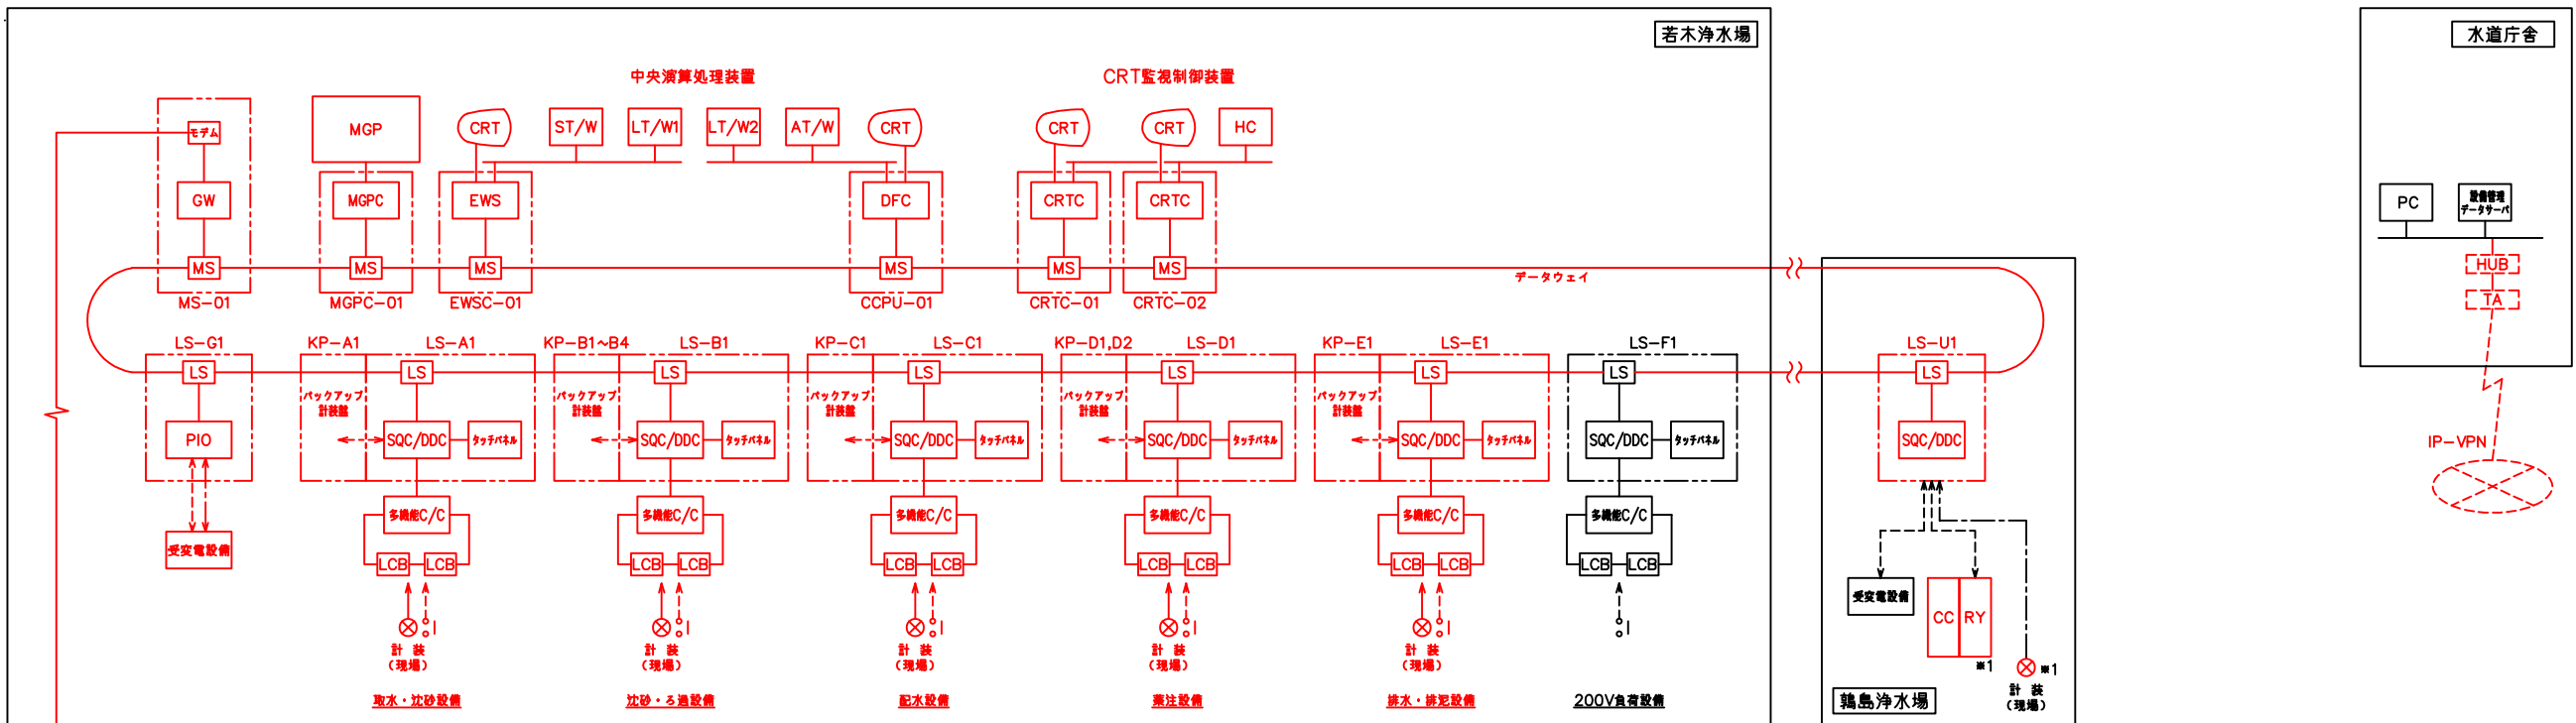 若木浄水場
水道庁舎
中央演算処理装置
CRT監視制御装置
モデム
MGP
CRT
ST/W
LT/W1
LT/W2
AT/W
CRT
CRT
CRT
HC
GW
MGPC
EWS
DFC
CRTC
CRTC
PC
設備管理
データサーバ
MS
MS
MS
MS
MS
MS
データウェイ
HUB
TA
MS-01
MGPC-01
EWSC-01
CCPU-01
CRTC-01
CRTC-02
LS-G1
KP-A1
LS-A1
KP-B1~B4
LS-B1
KP-C1
LS-C1
KP-D1,D2
LS-D1
KP-E1
LS-E1
LS-F1
LS-U1
LS
LS
LS
LS
LS
LS
LS
LS
バックアップ
計装盤
バックアップ
計装盤
バックアップ
計装盤
バックアップ
計装盤
バックアップ
計装盤
PIO
SQC/DDC
タッチパネル
SQC/DDC
タッチパネル
SQC/DDC
タッチパネル
SQC/DDC
タッチパネル
SQC/DDC
タッチパネル
SQC/DDC
タッチパネル
SQC/DDC
IP-VPN
多機能C/C
多機能C/C
多機能C/C
多機能C/C
多機能C/C
多機能C/C
受変電設備
LCB
LCB
LCB
LCB
LCB
LCB
LCB
LCB
LCB
LCB
LCB
LCB
受変電設備
CC
RY
※1
※1
計 装
(現場)
計 装
(現場)
計 装
(現場)
計 装
(現場)
計 装
(現場)
計 装
(現場)
取水・沈砂設備
沈砂・ろ過設備
配水設備
薬注設備
排水・排泥設備
200V負荷設備
鶉島浄水場